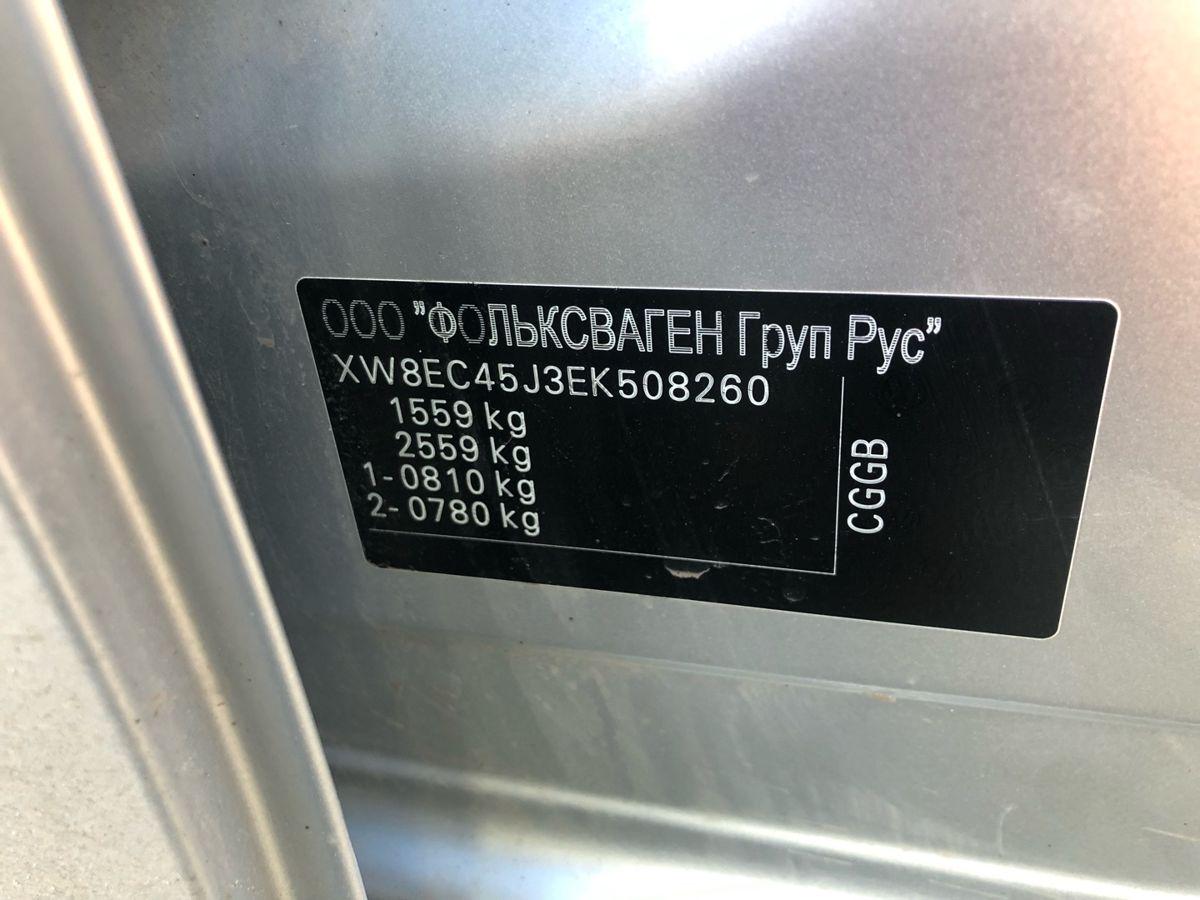 ООО "ФОЛЬКСВАГЕН Груп Рус"
XW8EC45J3EK508260
1559 kg
2559 kg
1-0810 kg
2-0780 kg
CGGB